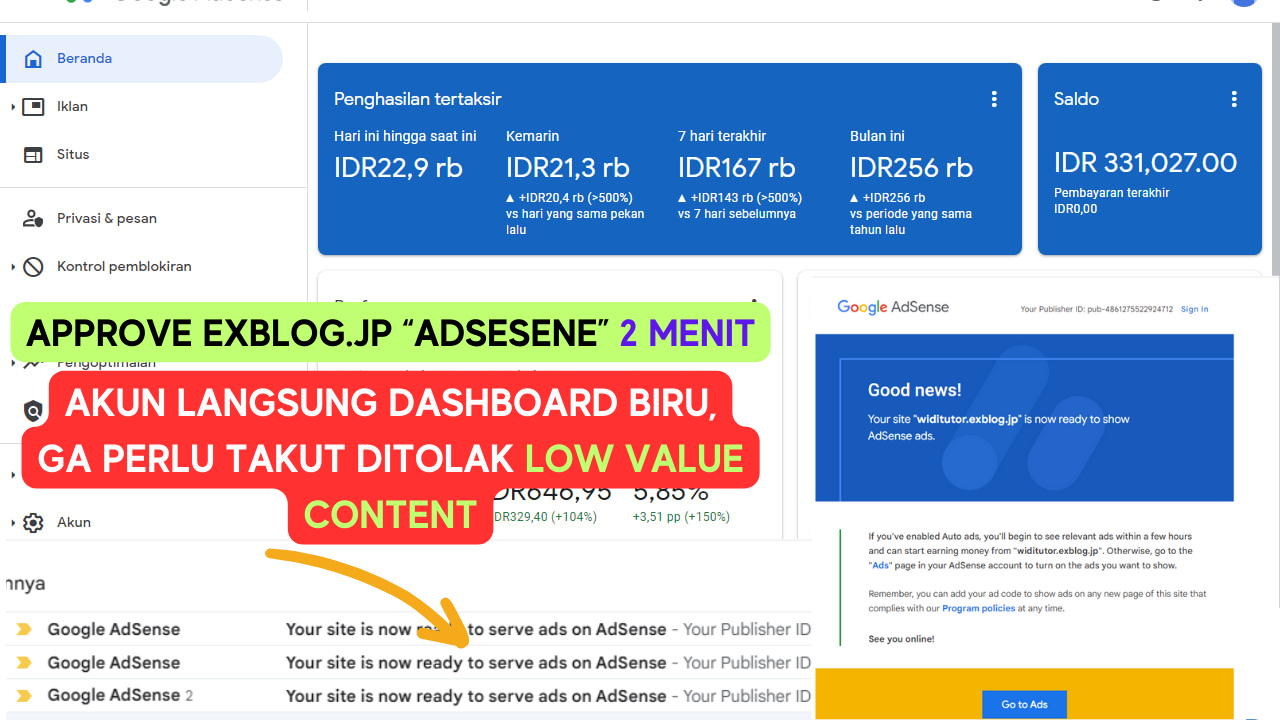 Beranda
Iklan
Situs
Privasi & pesan
Kontrol pemblokiran
Pengoptimalan
Akun
Penghasilan tertaksir
Hari ini hingga saat ini
IDR22,9 rb
Kemarin
IDR21,3 rb
▲ +IDR20,4 rb (>500%)
vs hari yang sama pekan
lalu
7 hari terakhir
IDR167 rb
▲ +IDR143 rb (>500%)
vs 7 hari sebelumnya
Bulan ini
IDR256 rb
▲ +IDR256 rb
vs periode yang sama
tahun lalu
Saldo
IDR 331,027.00
Pembayaran terakhir
IDR0,00
APPROVE EXBLOG.JP “ADSESENE” 2 MENIT
AKUN LANGSUNG DASHBOARD BIRU,
GA PERLU TAKUT DITOLAK LOW VALUE
CONTENT
DR646,95
5,85%
DR329,40 (+104%)
+3,51 pp (+150%)
nnya
Google AdSense
Your site is now ready to serve ads on AdSense - Your Publisher ID
Google AdSense
Your site is now ready to serve ads on AdSense - Your Publisher ID
Google AdSense 2
Your site is now ready to serve ads on AdSense - Your Publisher ID
Google AdSense
Your Publisher ID: pub-4861275522924712 Sign In
Good news!
Your site "widitutor.exblog.jp" is now ready to show
AdSense ads.
If you've enabled Auto ads, you'll begin to see relevant ads within a few hours
and can start earning money from "widitutor.exblog.jp". Otherwise, go to the
"Ads" page in your AdSense account to turn on the ads you want to show.
Remember, you can add your ad code to show ads on any new page of this site that
complies with our Program policies at any time.
See you online!
Go to Ads